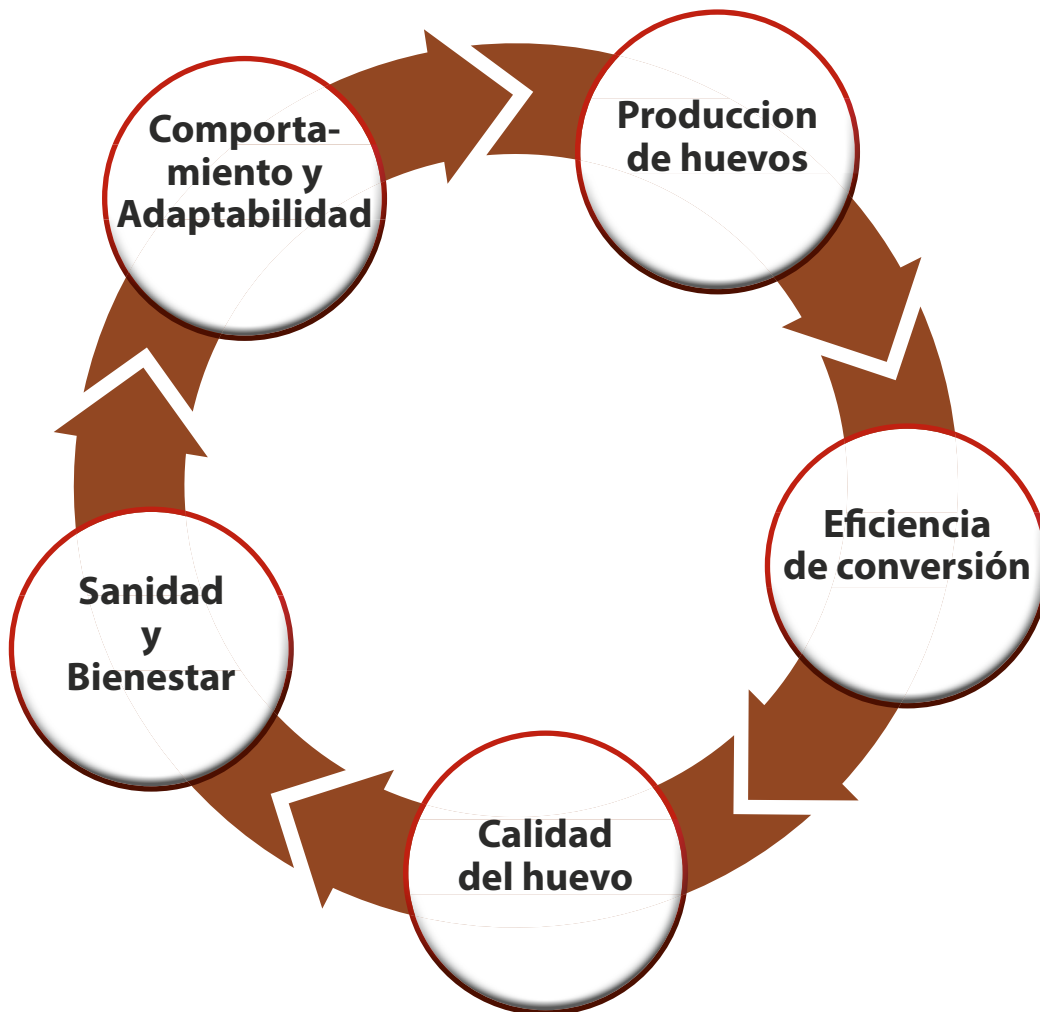 Comporta-
miento y
Adaptabilidad
Produccion
de huevos
Eficiencia
de conversión
Calidad
del huevo
Sanidad
y
Bienestar